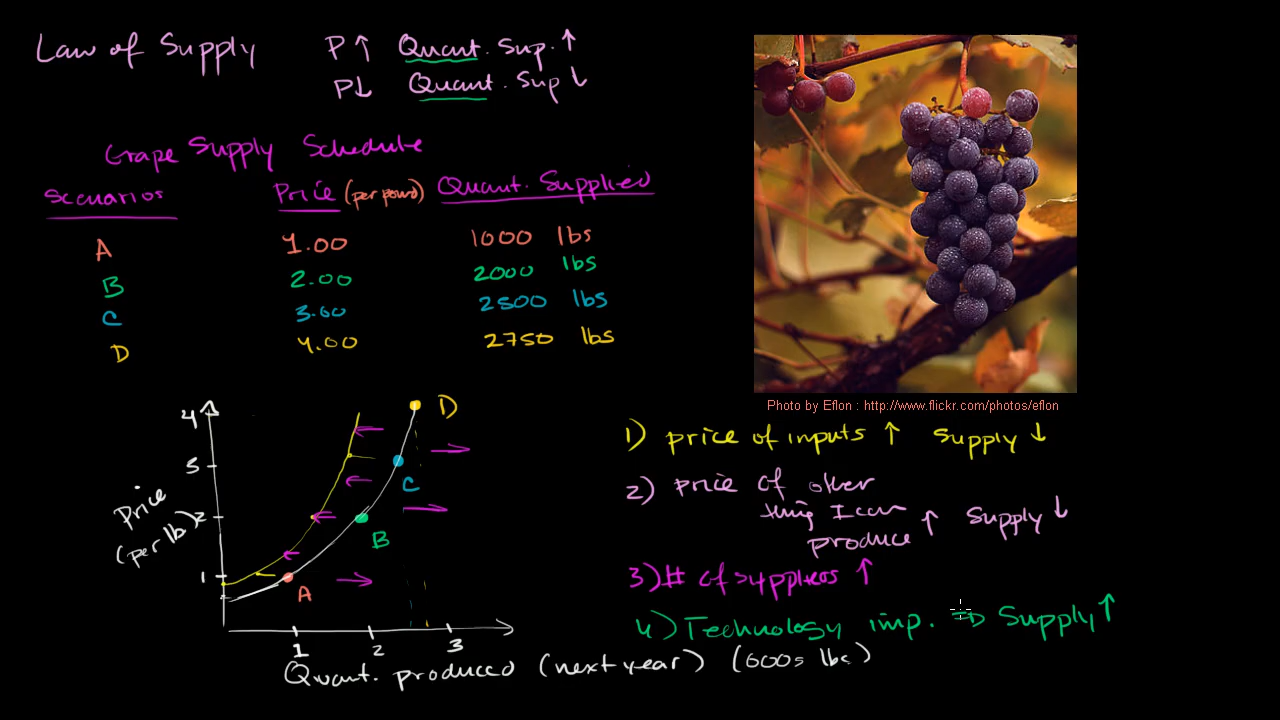 Law of Supply
P↑ Quant. Sup. ↑
P↓ Quant. Sup ↓
Grape Supply Schedule
Scenarios Price (per pound) Quant. Supplied
A 1.00 1000 lbs
B 2.00 2000 lbs
C 3.00 2500 lbs
D 4.00 2750 lbs
Photo by Eflon : http://www.flickr.com/photos/eflon
1) price of inputs ↑ Supply ↓
2) Price of other
thing I can
produce ↑ Supply ↓
3) # of suppliers ↑
4) Technology imp. ⇒ Supply ↑
4
3
2
1
Price
(per lb)
D
C
B
A
1 2 3
Quant. produced (next year) (000s lbs)